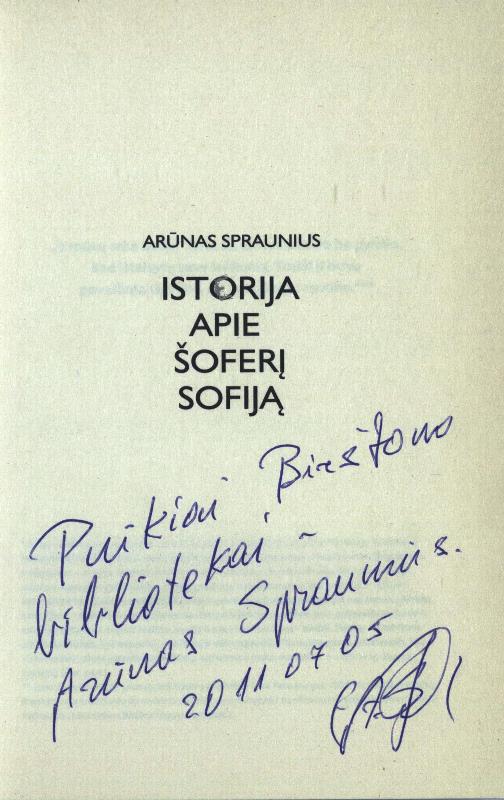 ARŪNAS SPRAUNIUS
ISTORIJA
APIE
ŠOFERĮ
SOFIJĄ
Puikiai Birštono
bibliotekai –
Arūnas Spraunius.
2011 07 05